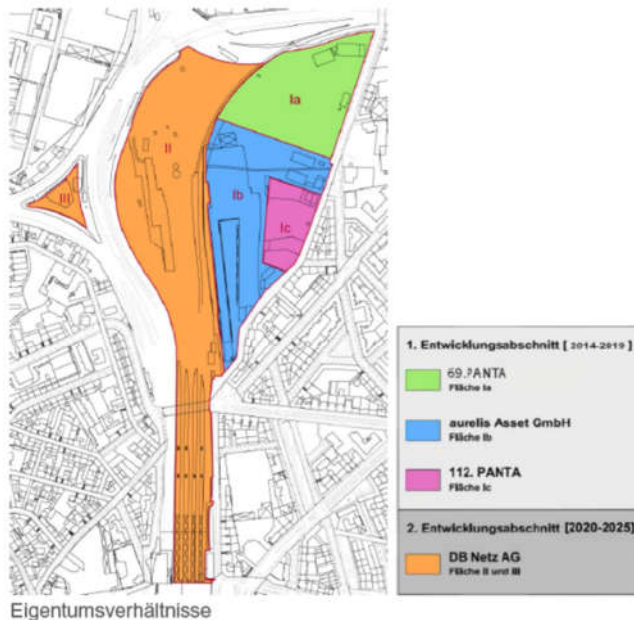 Ia
II
III
Ib
Ic
1. Entwicklungsabschnitt [ 2014-2019 ]
69.PANTA
Fläche Ia
aurelis Asset GmbH
Fläche Ib
112. PANTA
Fläche Ic
2. Entwicklungsabschnitt [2020-2025]
DB Netz AG
Fläche II und III
Eigentumsverhältnisse